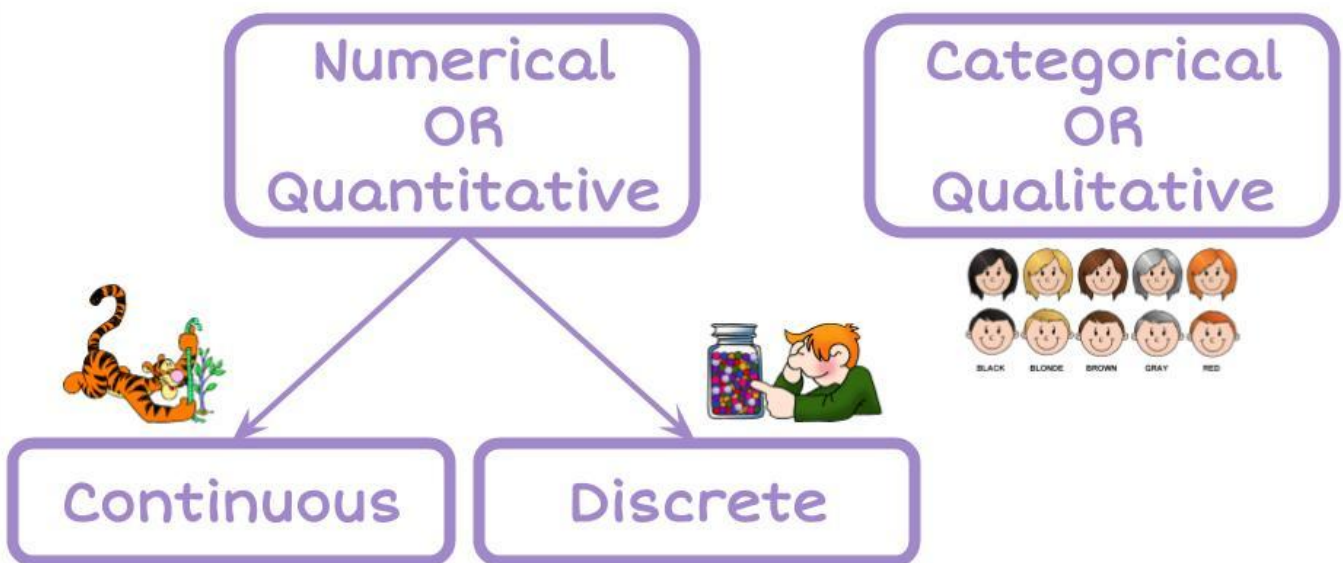 Numerical
OR
Quantitative
Categorical
OR
Qualitative
BLACK BLONDE BROWN GRAY RED
Continuous
Discrete